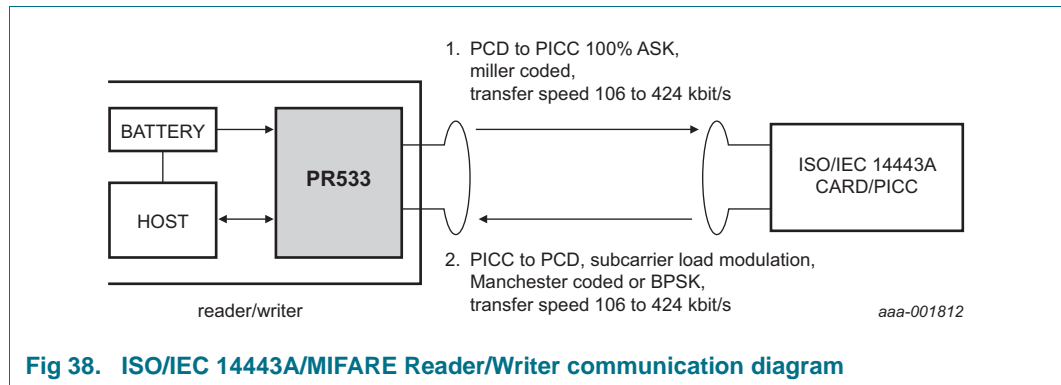 1. PCD to PICC 100% ASK,
miller coded,
transfer speed 106 to 424 kbit/s
BATTERY
HOST
PR533
ISO/IEC 14443A
CARD/PICC
2. PICC to PCD, subcarrier load modulation,
Manchester coded or BPSK,
transfer speed 106 to 424 kbit/s
reader/writer
aaa-001812
Fig 38. ISO/IEC 14443A/MIFARE Reader/Writer communication diagram